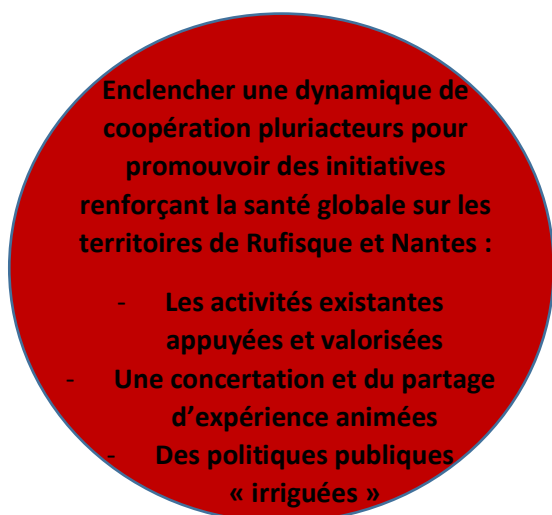 Enclencher une dynamique de
coopération pluriacteurs pour
promouvoir des initiatives
renforçant la santé globale sur les
territoires de Rufisque et Nantes :
- Les activités existantes
appuyées et valorisées
- Une concertation et du partage
d’expérience animées
- Des politiques publiques
« irriguées »